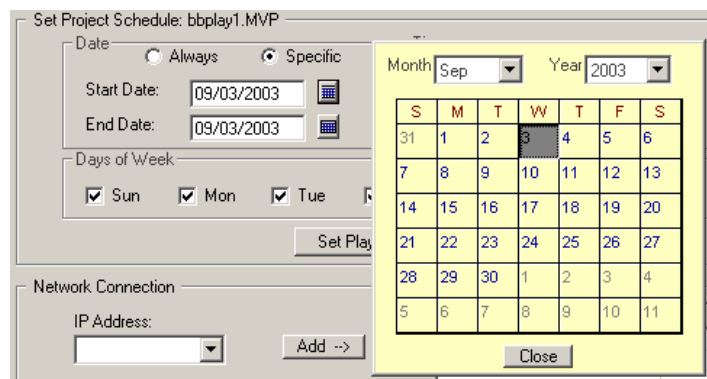 Set Project Schedule: bbplay1.MVP
Date
Always Specific
Start Date: 09/03/2003
End Date: 09/03/2003
Days of Week
Sun Mon Tue
Set Play
Network Connection
IP Address:
Add -->
Month Sep Year 2003
S M T W T F S
31 1 2 3 4 5 6
7 8 9 10 11 12 13
14 15 16 17 18 19 20
21 22 23 24 25 26 27
28 29 30 1 2 3 4
5 6 7 8 9 10 11
Close